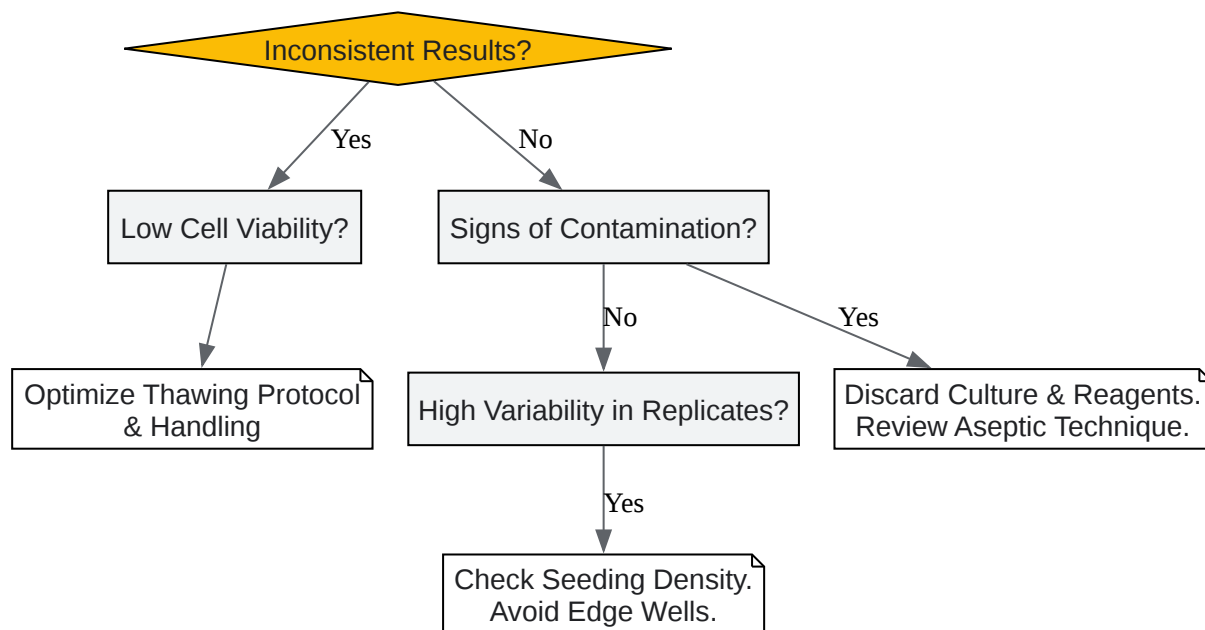 Inconsistent Results?
Yes
No
Low Cell Viability?
Signs of Contamination?
No
Yes
Optimize Thawing Protocol
& Handling
High Variability in Replicates?
Discard Culture & Reagents.
Review Aseptic Technique.
Yes
Check Seeding Density.
Avoid Edge Wells.